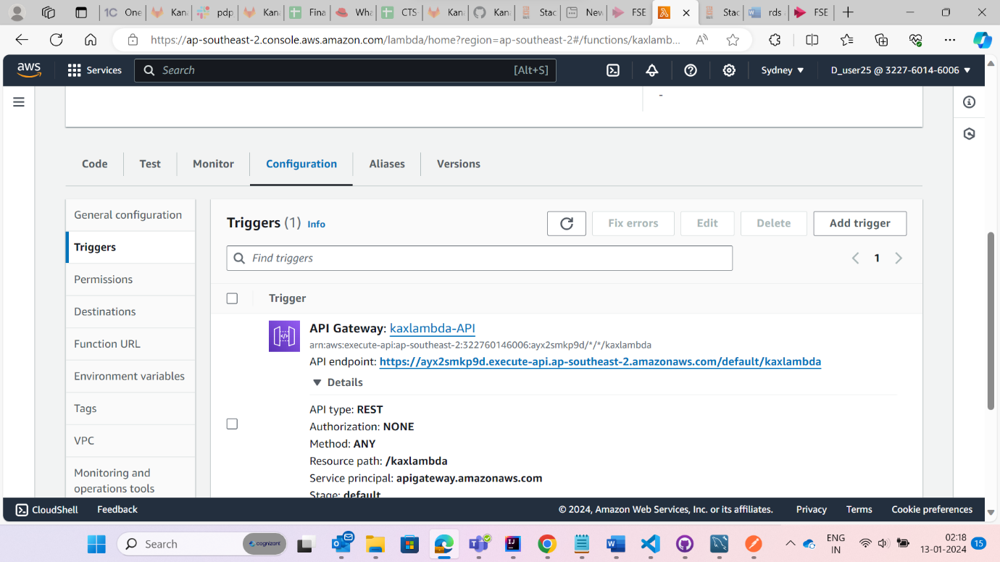 1C One
Kana
pdp
Kan
Fina
Wha
CTS-
Kana
Kana
Stac
New
FSE
Stac
rds
FSE
https://ap-southeast-2.console.aws.amazon.com/lambda/home?region=ap-southeast-2#/functions/kaxlamb...
aws
Services
Search
[Alt+S]
Sydney ▼
D_user25 @ 3227-6014-6006 ▼
-
Code
Test
Monitor
Configuration
Aliases
Versions
General configuration
Triggers
Permissions
Destinations
Function URL
Environment variables
Tags
VPC
Monitoring and
operations tools
Triggers (1) Info
Fix errors
Edit
Delete
Add trigger
Find triggers
1
Trigger
API Gateway: kaxlambda-API
arn:aws:execute-api:ap-southeast-2:322760146006:ayx2smkp9d/*/*/kaxlambda
API endpoint: https://ayx2smkp9d.execute-api.ap-southeast-2.amazonaws.com/default/kaxlambda
▼ Details
API type: REST
Authorization: NONE
Method: ANY
Resource path: /kaxlambda
Service principal: apigateway.amazonaws.com
Stage: default
CloudShell
Feedback
© 2024, Amazon Web Services, Inc. or its affiliates.
Privacy
Terms
Cookie preferences
Search
cognizant
ENG
IN
02:18
13-01-2024
15